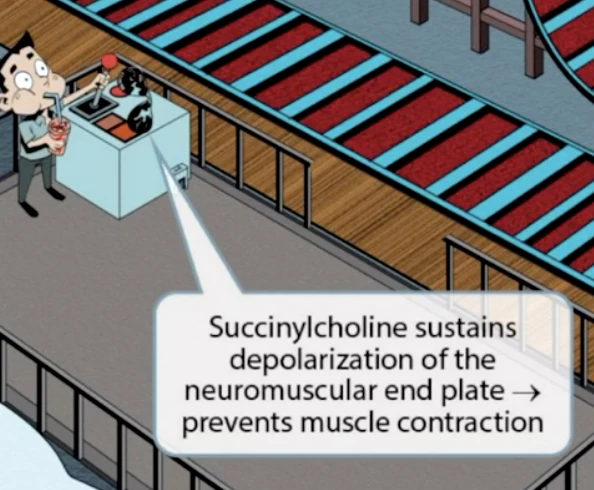 Succinylcholine sustains
depolarization of the
neuromuscular end plate →
prevents muscle contraction